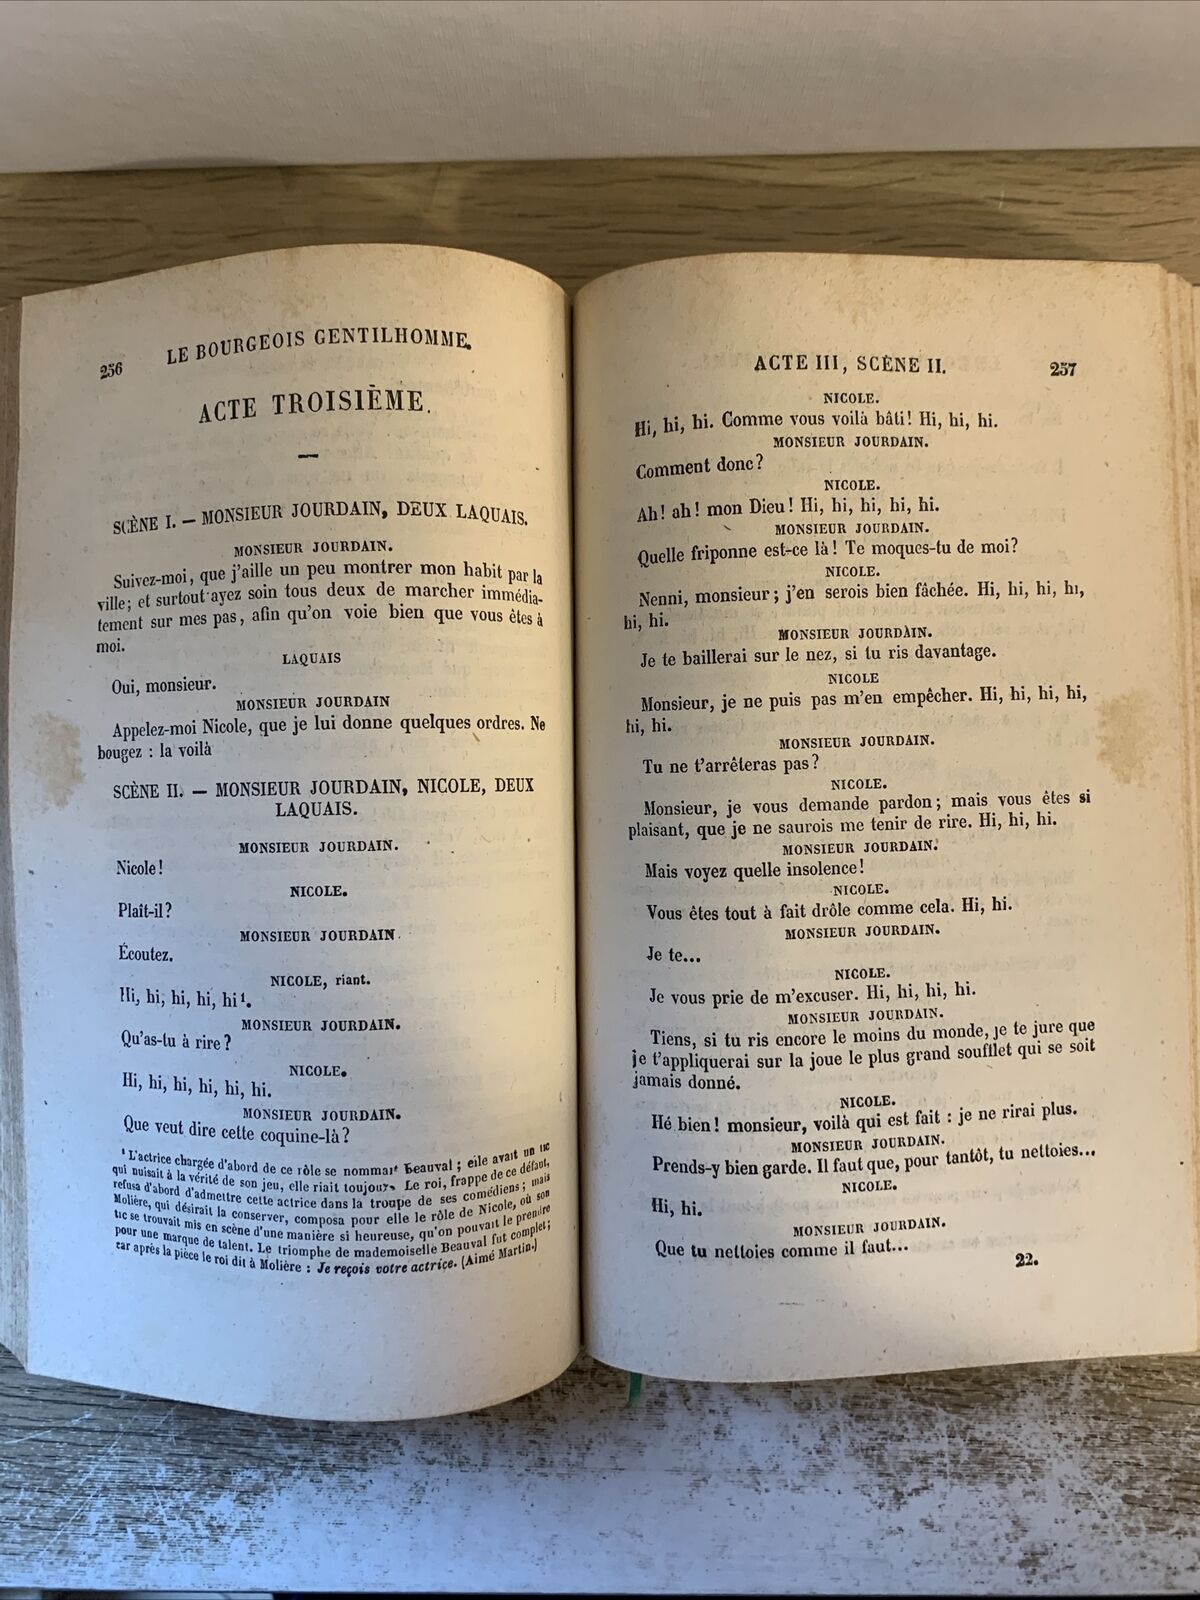 256
LE BOURGEOIS GENTILHOMME.
ACTE TROISIÈME.
SCÈNE I. — MONSIEUR JOURDAIN, DEUX LAQUAIS.
MONSIEUR JOURDAIN.
Suivez-moi, que j'aille un peu montrer mon habit par la
ville; et surtout ayez soin tous deux de marcher immédia-
tement sur mes pas, afin qu'on voie bien que vous êtes à
moi.
LAQUAIS
Oui, monsieur.
MONSIEUR JOURDAIN
Appelez-moi Nicole, que je lui donne quelques ordres. Ne
bougez : la voilà
SCÈNE II. — MONSIEUR JOURDAIN, NICOLE, DEUX
LAQUAIS.
MONSIEUR JOURDAIN.
Nicole!
NICOLE.
Plaît-il?
MONSIEUR JOURDAIN.
Écoutez.
NICOLE, riant.
Hi, hi, hi, hi, hi¹.
MONSIEUR JOURDAIN.
Qu'as-tu à rire?
NICOLE.
Hi, hi, hi, hi, hi, hi.
MONSIEUR JOURDAIN.
Que veut dire cette coquine-là?
¹ L'actrice chargée d'abord de ce rôle se nommait Beauval; elle avait un tic
qui nuisait à la vérité de son jeu, elle riait toujours. Le roi, frappé de ce défaut,
refusa d'abord d'admettre cette actrice dans la troupe de ses comédiens; mais
Molière, qui désirait la conserver, composa pour elle le rôle de Nicole, où son
tic se trouvait mis en scène d'une manière si heureuse, qu'on pouvait le prendre
pour une marque de talent. Le triomphe de mademoiselle Beauval fut complet;
car après la pièce le roi dit à Molière : Je reçois votre actrice. (Aimé Martin.)
ACTE III, SCÈNE II.
257
NICOLE.
Hi, hi, hi. Comme vous voilà bâti! Hi, hi, hi.
MONSIEUR JOURDAIN.
Comment donc?
NICOLE.
Ah! ah! mon Dieu! Hi, hi, hi, hi, hi.
MONSIEUR JOURDAIN.
Quelle friponne est-ce là! Te moques-tu de moi?
NICOLE.
Nenni, monsieur; j'en serois bien fâchée. Hi, hi, hi, hi,
hi, hi.
MONSIEUR JOURDAIN.
Je te baillerai sur le nez, si tu ris davantage.
NICOLE
Monsieur, je ne puis pas m'en empêcher. Hi, hi, hi, hi,
hi, hi.
MONSIEUR JOURDAIN.
Tu ne t'arrêteras pas?
NICOLE.
Monsieur, je vous demande pardon; mais vous êtes si
plaisant, que je ne saurois me tenir de rire. Hi, hi, hi.
MONSIEUR JOURDAIN.
Mais voyez quelle insolence!
NICOLE.
Vous êtes tout à fait drôle comme cela. Hi, hi.
MONSIEUR JOURDAIN.
Je te...
NICOLE.
Je vous prie de m'excuser. Hi, hi, hi, hi.
MONSIEUR JOURDAIN.
Tiens, si tu ris encore le moins du monde, je te jure que
je t'appliquerai sur la joue le plus grand soufflet qui se soit
jamais donné.
NICOLE.
Hé bien! monsieur, voilà qui est fait : je ne rirai plus.
MONSIEUR JOURDAIN.
Prends-y bien garde. Il faut que, pour tantôt, tu nettoies...
NICOLE.
Hi, hi.
MONSIEUR JOURDAIN.
Que tu nettoies comme il faut...
22.